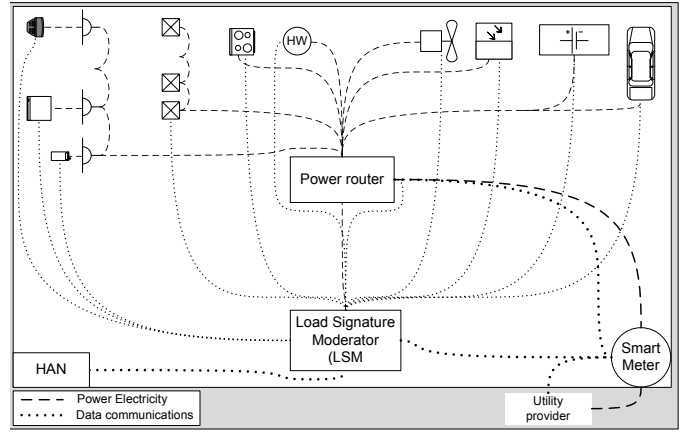 HW
+ -
Power router
Load Signature
Moderator
(LSM
Smart
Meter
HAN
Power Electricity
Data communications
Utility
provider